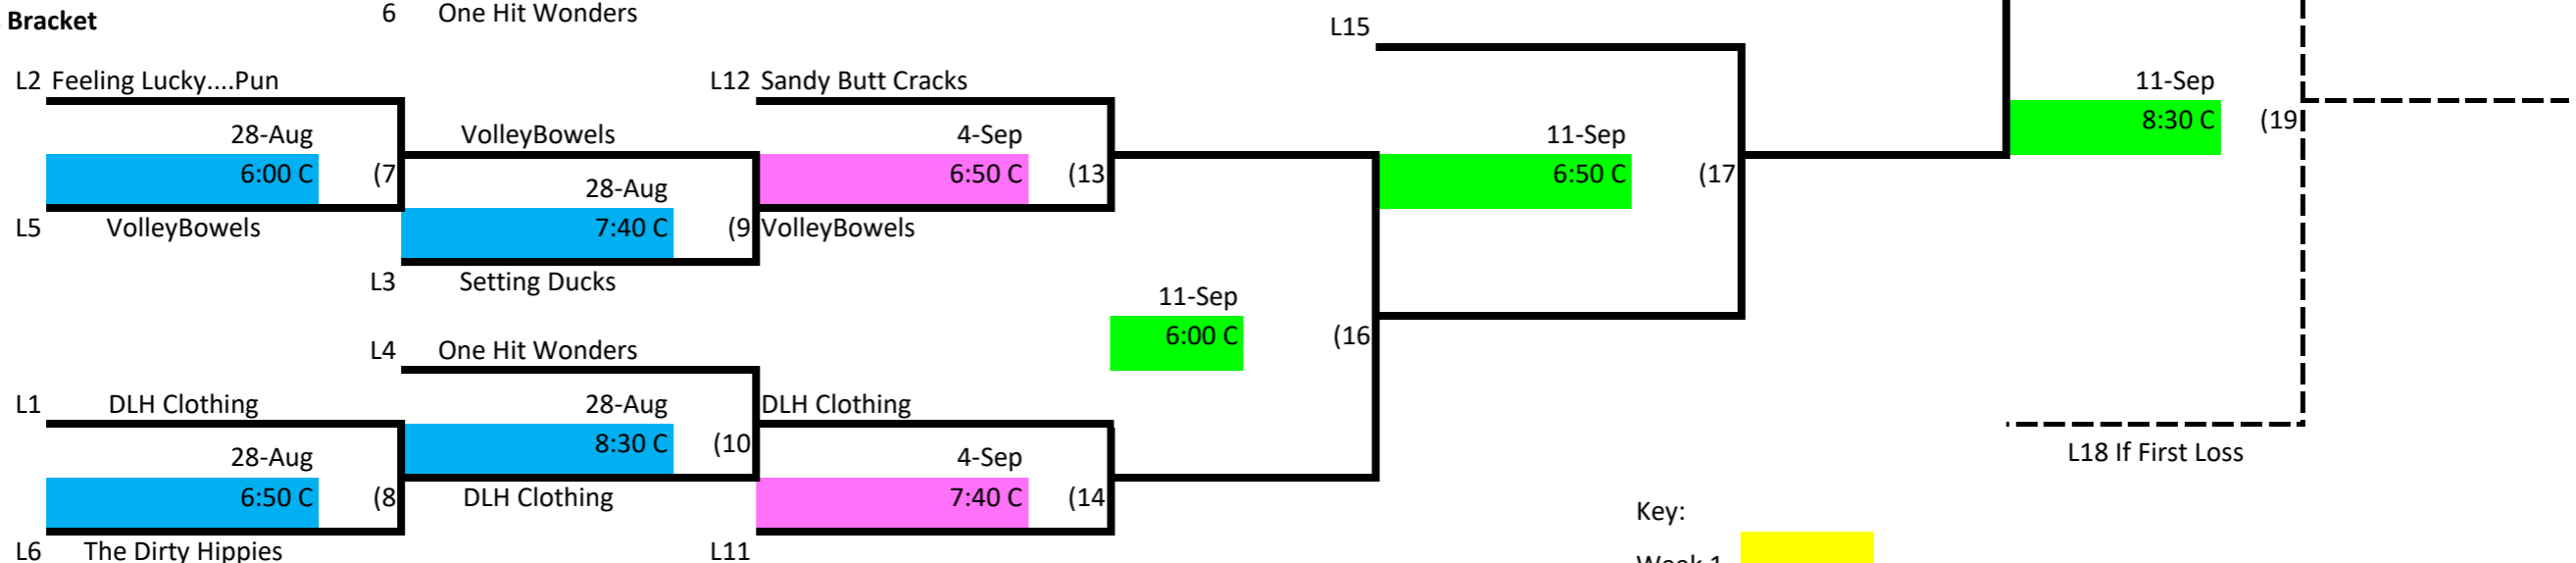 6 One Hit Wonders
Bracket
L15
L2 Feeling Lucky....Pun
L12 Sandy Butt Cracks
11-Sep
8:30 C (19
28-Aug
VolleyBowels
4-Sep
11-Sep
6:00 C (7
6:50 C (13
6:50 C (17
28-Aug
L5 VolleyBowels
7:40 C (9 VolleyBowels
L3 Setting Ducks
11-Sep
6:00 C (16
L4 One Hit Wonders
L1 DLH Clothing
28-Aug
DLH Clothing
8:30 C (10
L18 If First Loss
28-Aug
4-Sep
6:50 C (8
DLH Clothing
7:40 C (14
Key:
L6 The Dirty Hippies
L11
Week 1